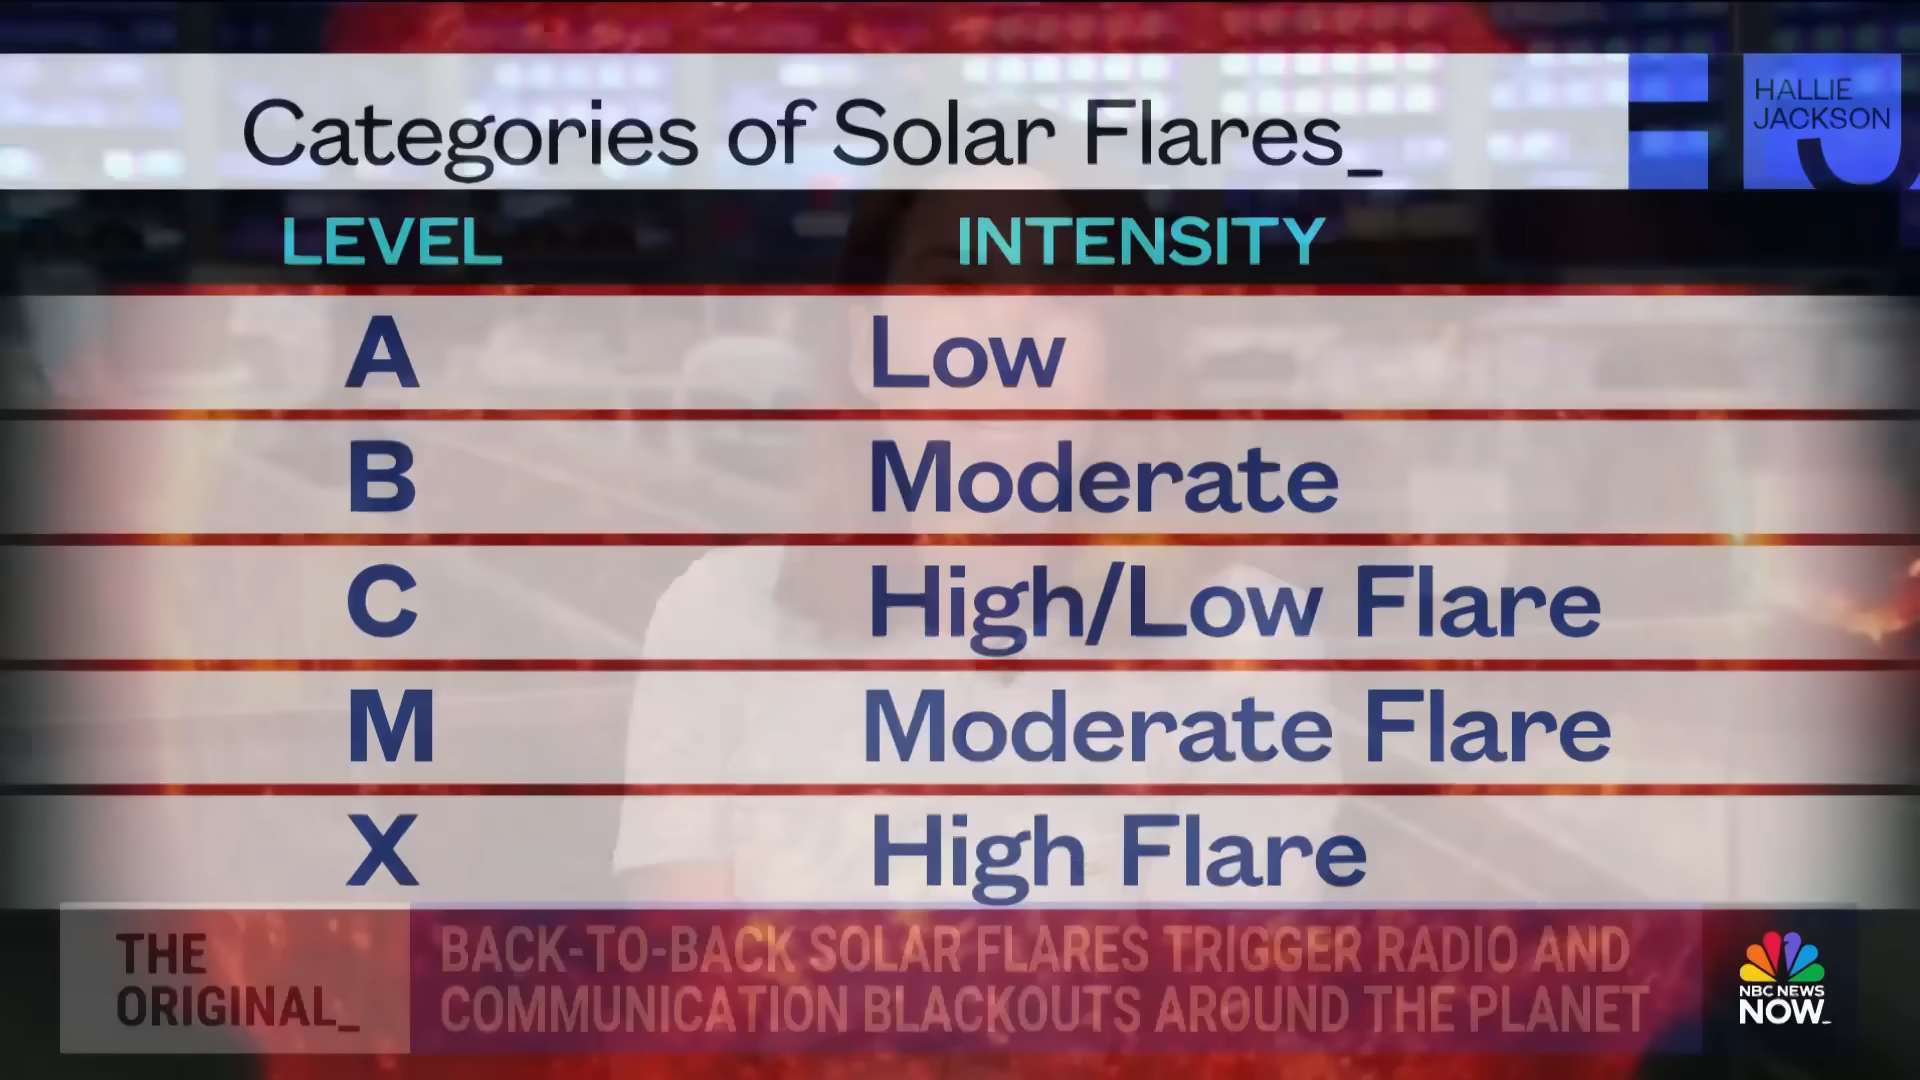 Categories of Solar Flares_
HALLIE
JACKSON
LEVEL INTENSITY
A Low
B Moderate
C High/Low Flare
M Moderate Flare
X High Flare
THE
ORIGINAL_
BACK-TO-BACK SOLAR FLARES TRIGGER RADIO AND
COMMUNICATION BLACKOUTS AROUND THE PLANET
NBC NEWS
NOW_